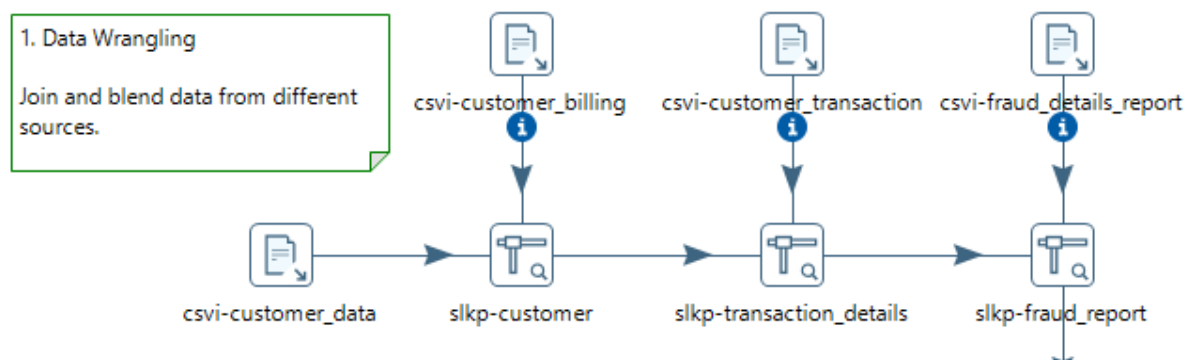 1. Data Wrangling
Join and blend data from different
sources.
csvi-customer_billing
csvi-customer_transaction
csvi-fraud_details_report
csvi-customer_data
slkp-customer
slkp-transaction_details
slkp-fraud_report